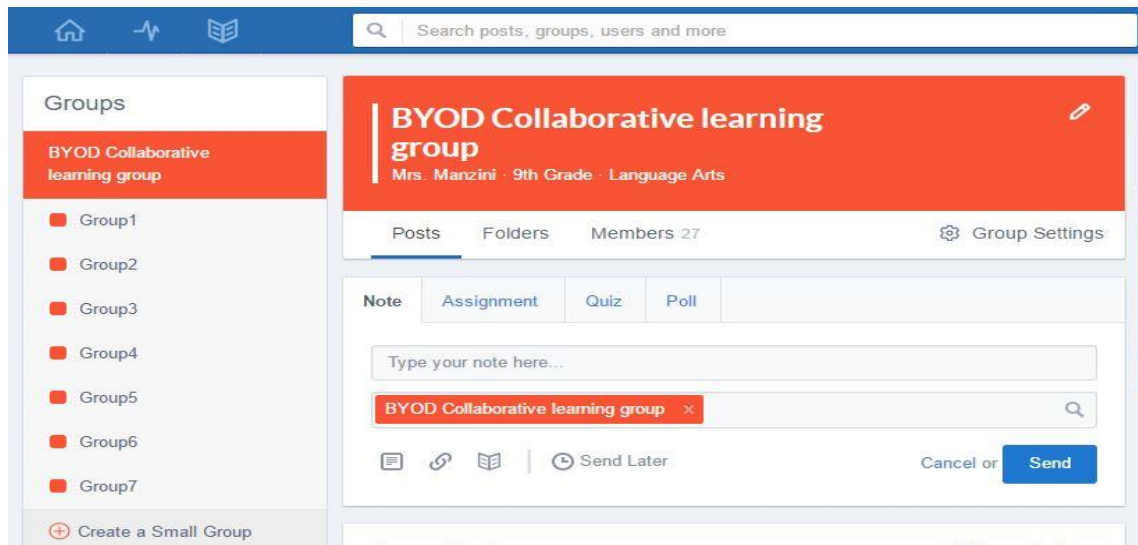 Search posts, groups, users and more
Groups
BYOD Collaborative
learning group
Group1
Group2
Group3
Group4
Group5
Group6
Group7
Create a Small Group
BYOD Collaborative learning
group
Mrs. Manzini · 9th Grade · Language Arts
Posts Folders Members 27 Group Settings
Note Assignment Quiz Poll
Type your note here...
BYOD Collaborative learning group ×
Send Later Cancel or Send